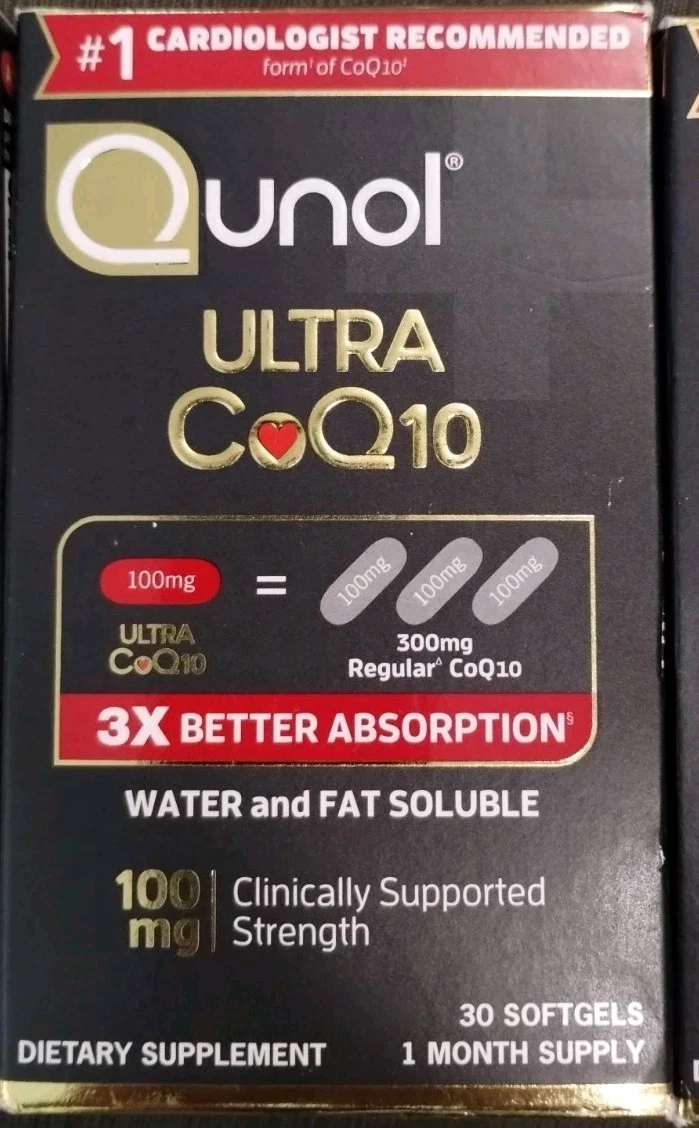 #1 CARDIOLOGIST RECOMMENDED
form† of CoQ10‡
Qunol®
ULTRA
CoQ10
100mg = 100mg 100mg 100mg
ULTRA
CoQ10
300mg
Regular∆ CoQ10
3X BETTER ABSORPTION§
WATER and FAT SOLUBLE
100 mg
Clinically Supported
Strength
30 SOFTGELS
DIETARY SUPPLEMENT 1 MONTH SUPPLY